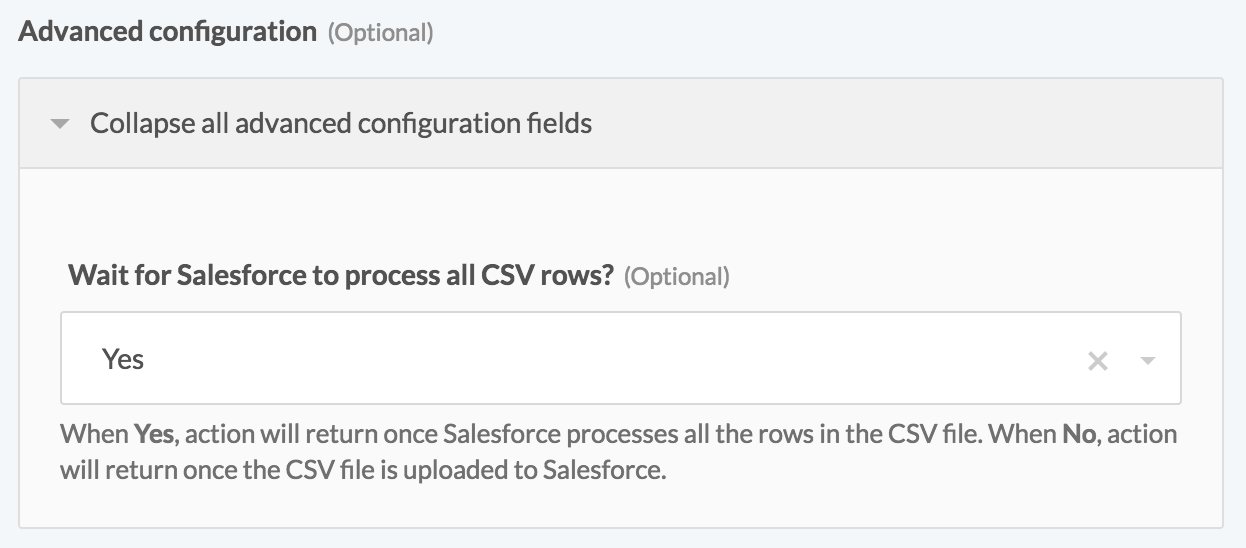 Advanced configuration (Optional)
Collapse all advanced configuration fields
Wait for Salesforce to process all CSV rows? (Optional)
Yes
When Yes, action will return once Salesforce processes all the rows in the CSV file. When No, action
will return once the CSV file is uploaded to Salesforce.